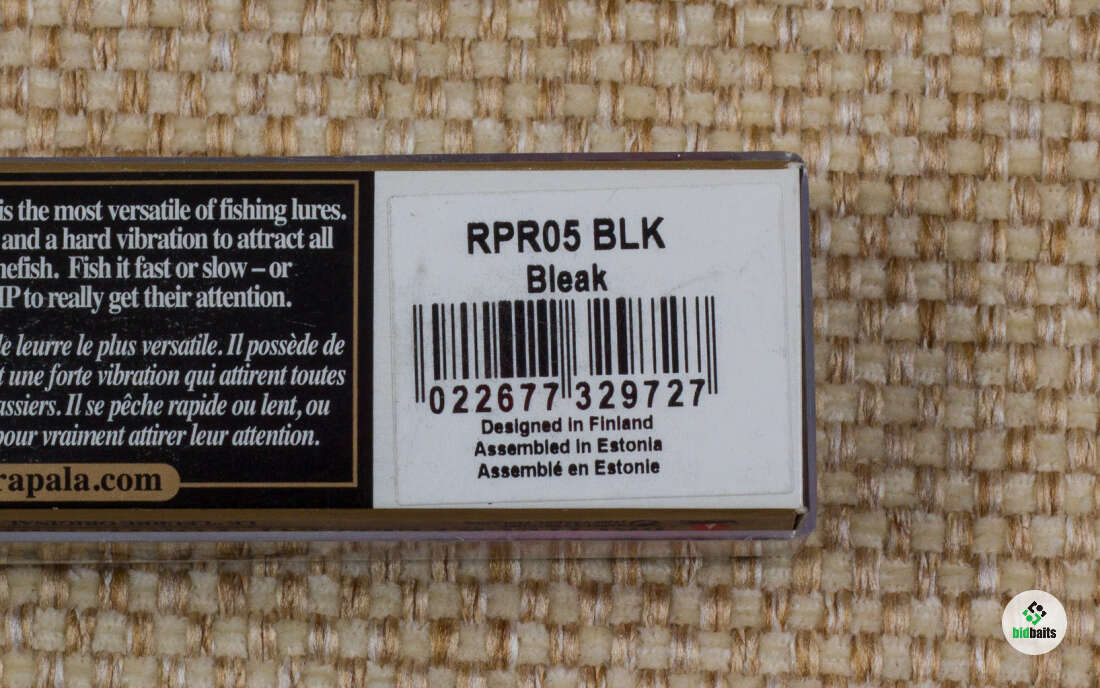 is the most versatile of fishing lures.
and a hard vibration to attract all
nefish. Fish it fast or slow – or
IP to really get their attention.
le leurre le plus versatile. Il possède de
t une forte vibration qui attirent toutes
assiers. Il se pêche rapide ou lent, ou
pour vraiment attirer leur attention.
rapala.com
RPR05 BLK
Bleak
022677 329727
Designed in Finland
Assembled in Estonia
Assemblé en Estonie
bidbaits